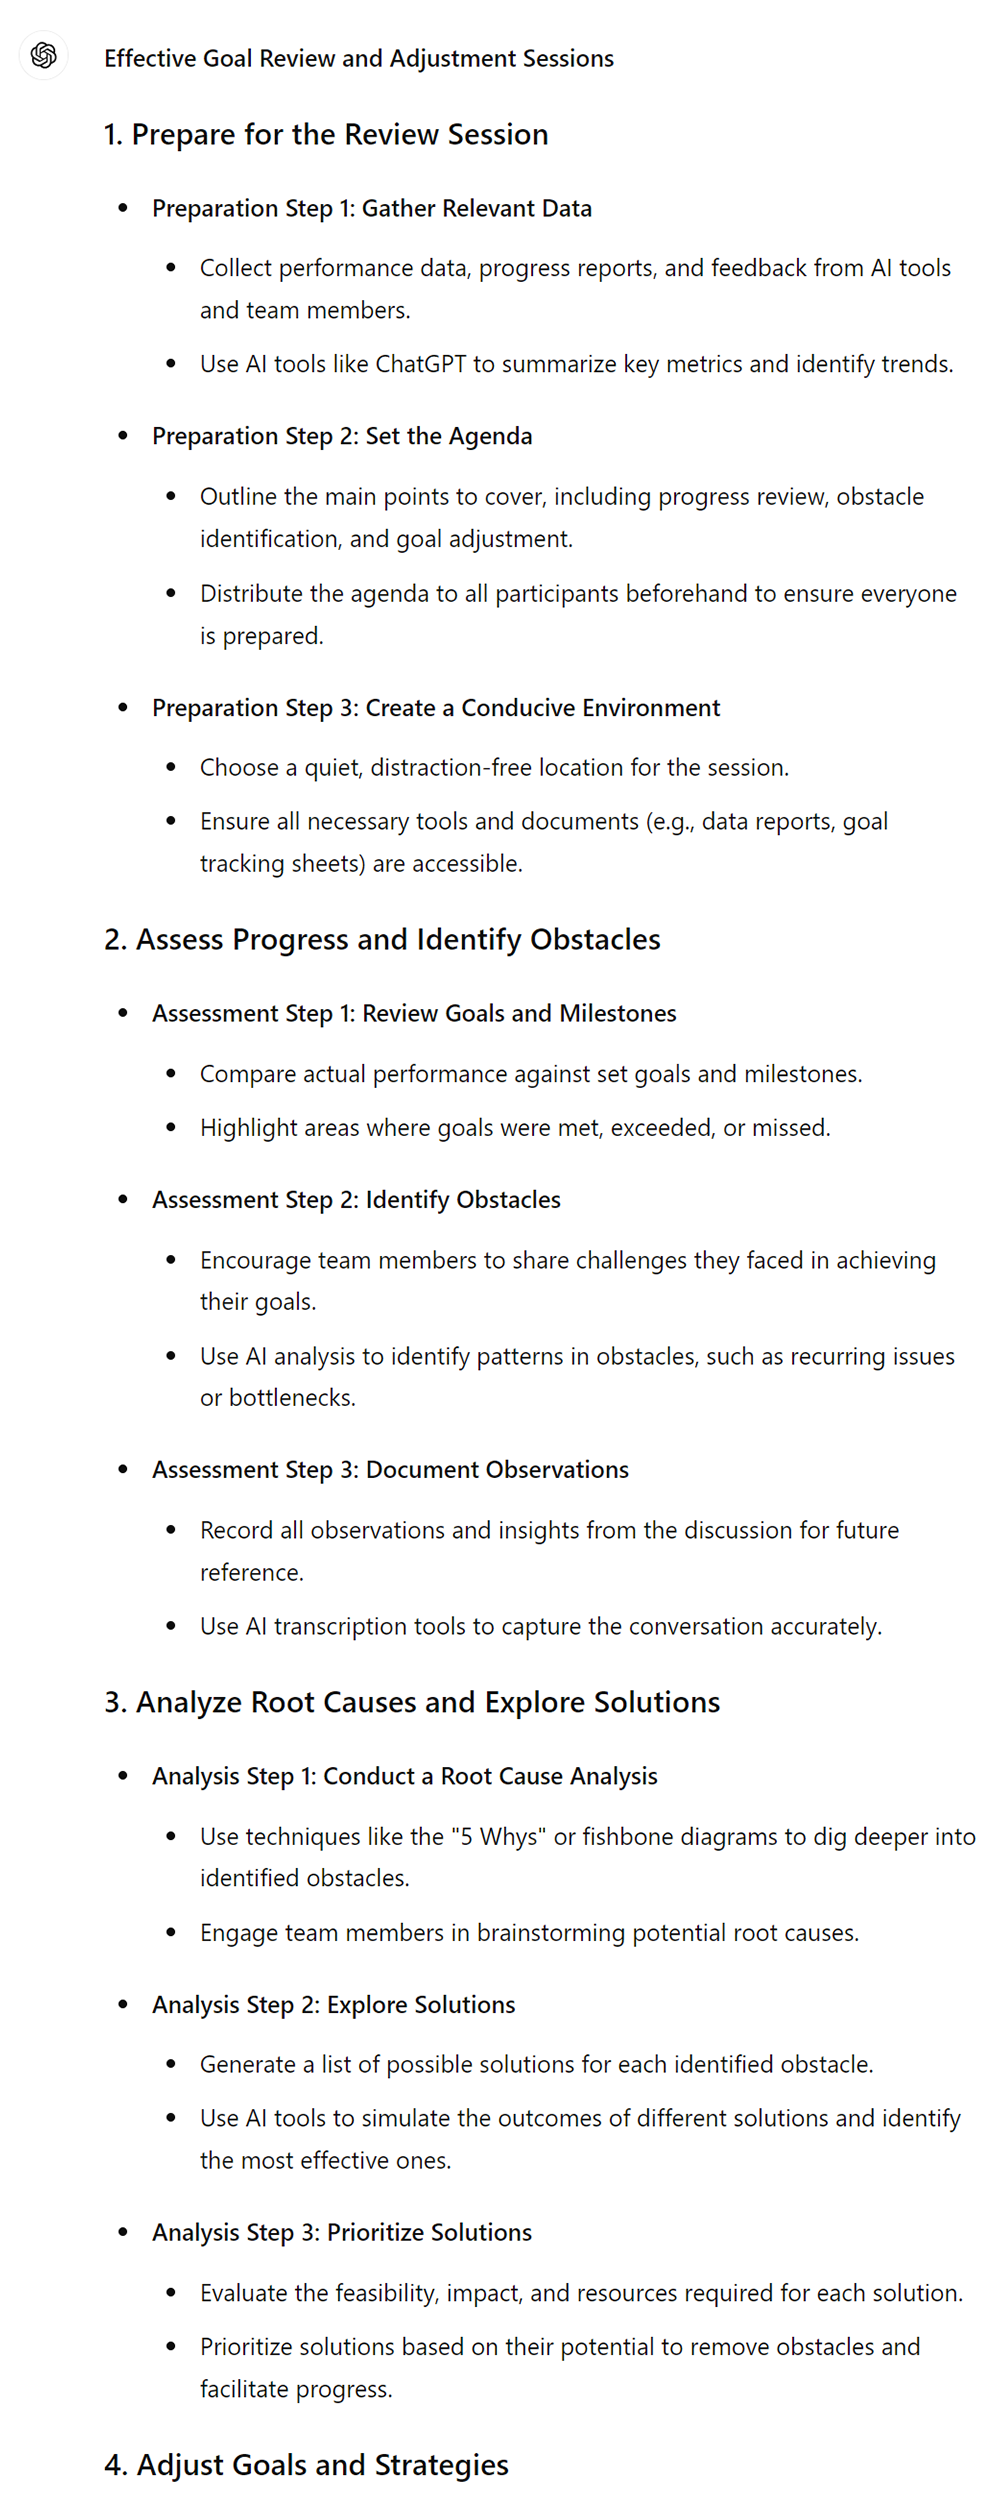 Effective Goal Review and Adjustment Sessions
1. Prepare for the Review Session
• Preparation Step 1: Gather Relevant Data
• Collect performance data, progress reports, and feedback from AI tools
and team members.
• Use AI tools like ChatGPT to summarize key metrics and identify trends.
• Preparation Step 2: Set the Agenda
• Outline the main points to cover, including progress review, obstacle
identification, and goal adjustment.
• Distribute the agenda to all participants beforehand to ensure everyone
is prepared.
• Preparation Step 3: Create a Conducive Environment
• Choose a quiet, distraction-free location for the session.
• Ensure all necessary tools and documents (e.g., data reports, goal
tracking sheets) are accessible.
2. Assess Progress and Identify Obstacles
• Assessment Step 1: Review Goals and Milestones
• Compare actual performance against set goals and milestones.
• Highlight areas where goals were met, exceeded, or missed.
• Assessment Step 2: Identify Obstacles
• Encourage team members to share challenges they faced in achieving
their goals.
• Use AI analysis to identify patterns in obstacles, such as recurring issues
or bottlenecks.
• Assessment Step 3: Document Observations
• Record all observations and insights from the discussion for future
reference.
• Use AI transcription tools to capture the conversation accurately.
3. Analyze Root Causes and Explore Solutions
• Analysis Step 1: Conduct a Root Cause Analysis
• Use techniques like the "5 Whys" or fishbone diagrams to dig deeper into
identified obstacles.
• Engage team members in brainstorming potential root causes.
• Analysis Step 2: Explore Solutions
• Generate a list of possible solutions for each identified obstacle.
• Use AI tools to simulate the outcomes of different solutions and identify
the most effective ones.
• Analysis Step 3: Prioritize Solutions
• Evaluate the feasibility, impact, and resources required for each solution.
• Prioritize solutions based on their potential to remove obstacles and
facilitate progress.
4. Adjust Goals and Strategies